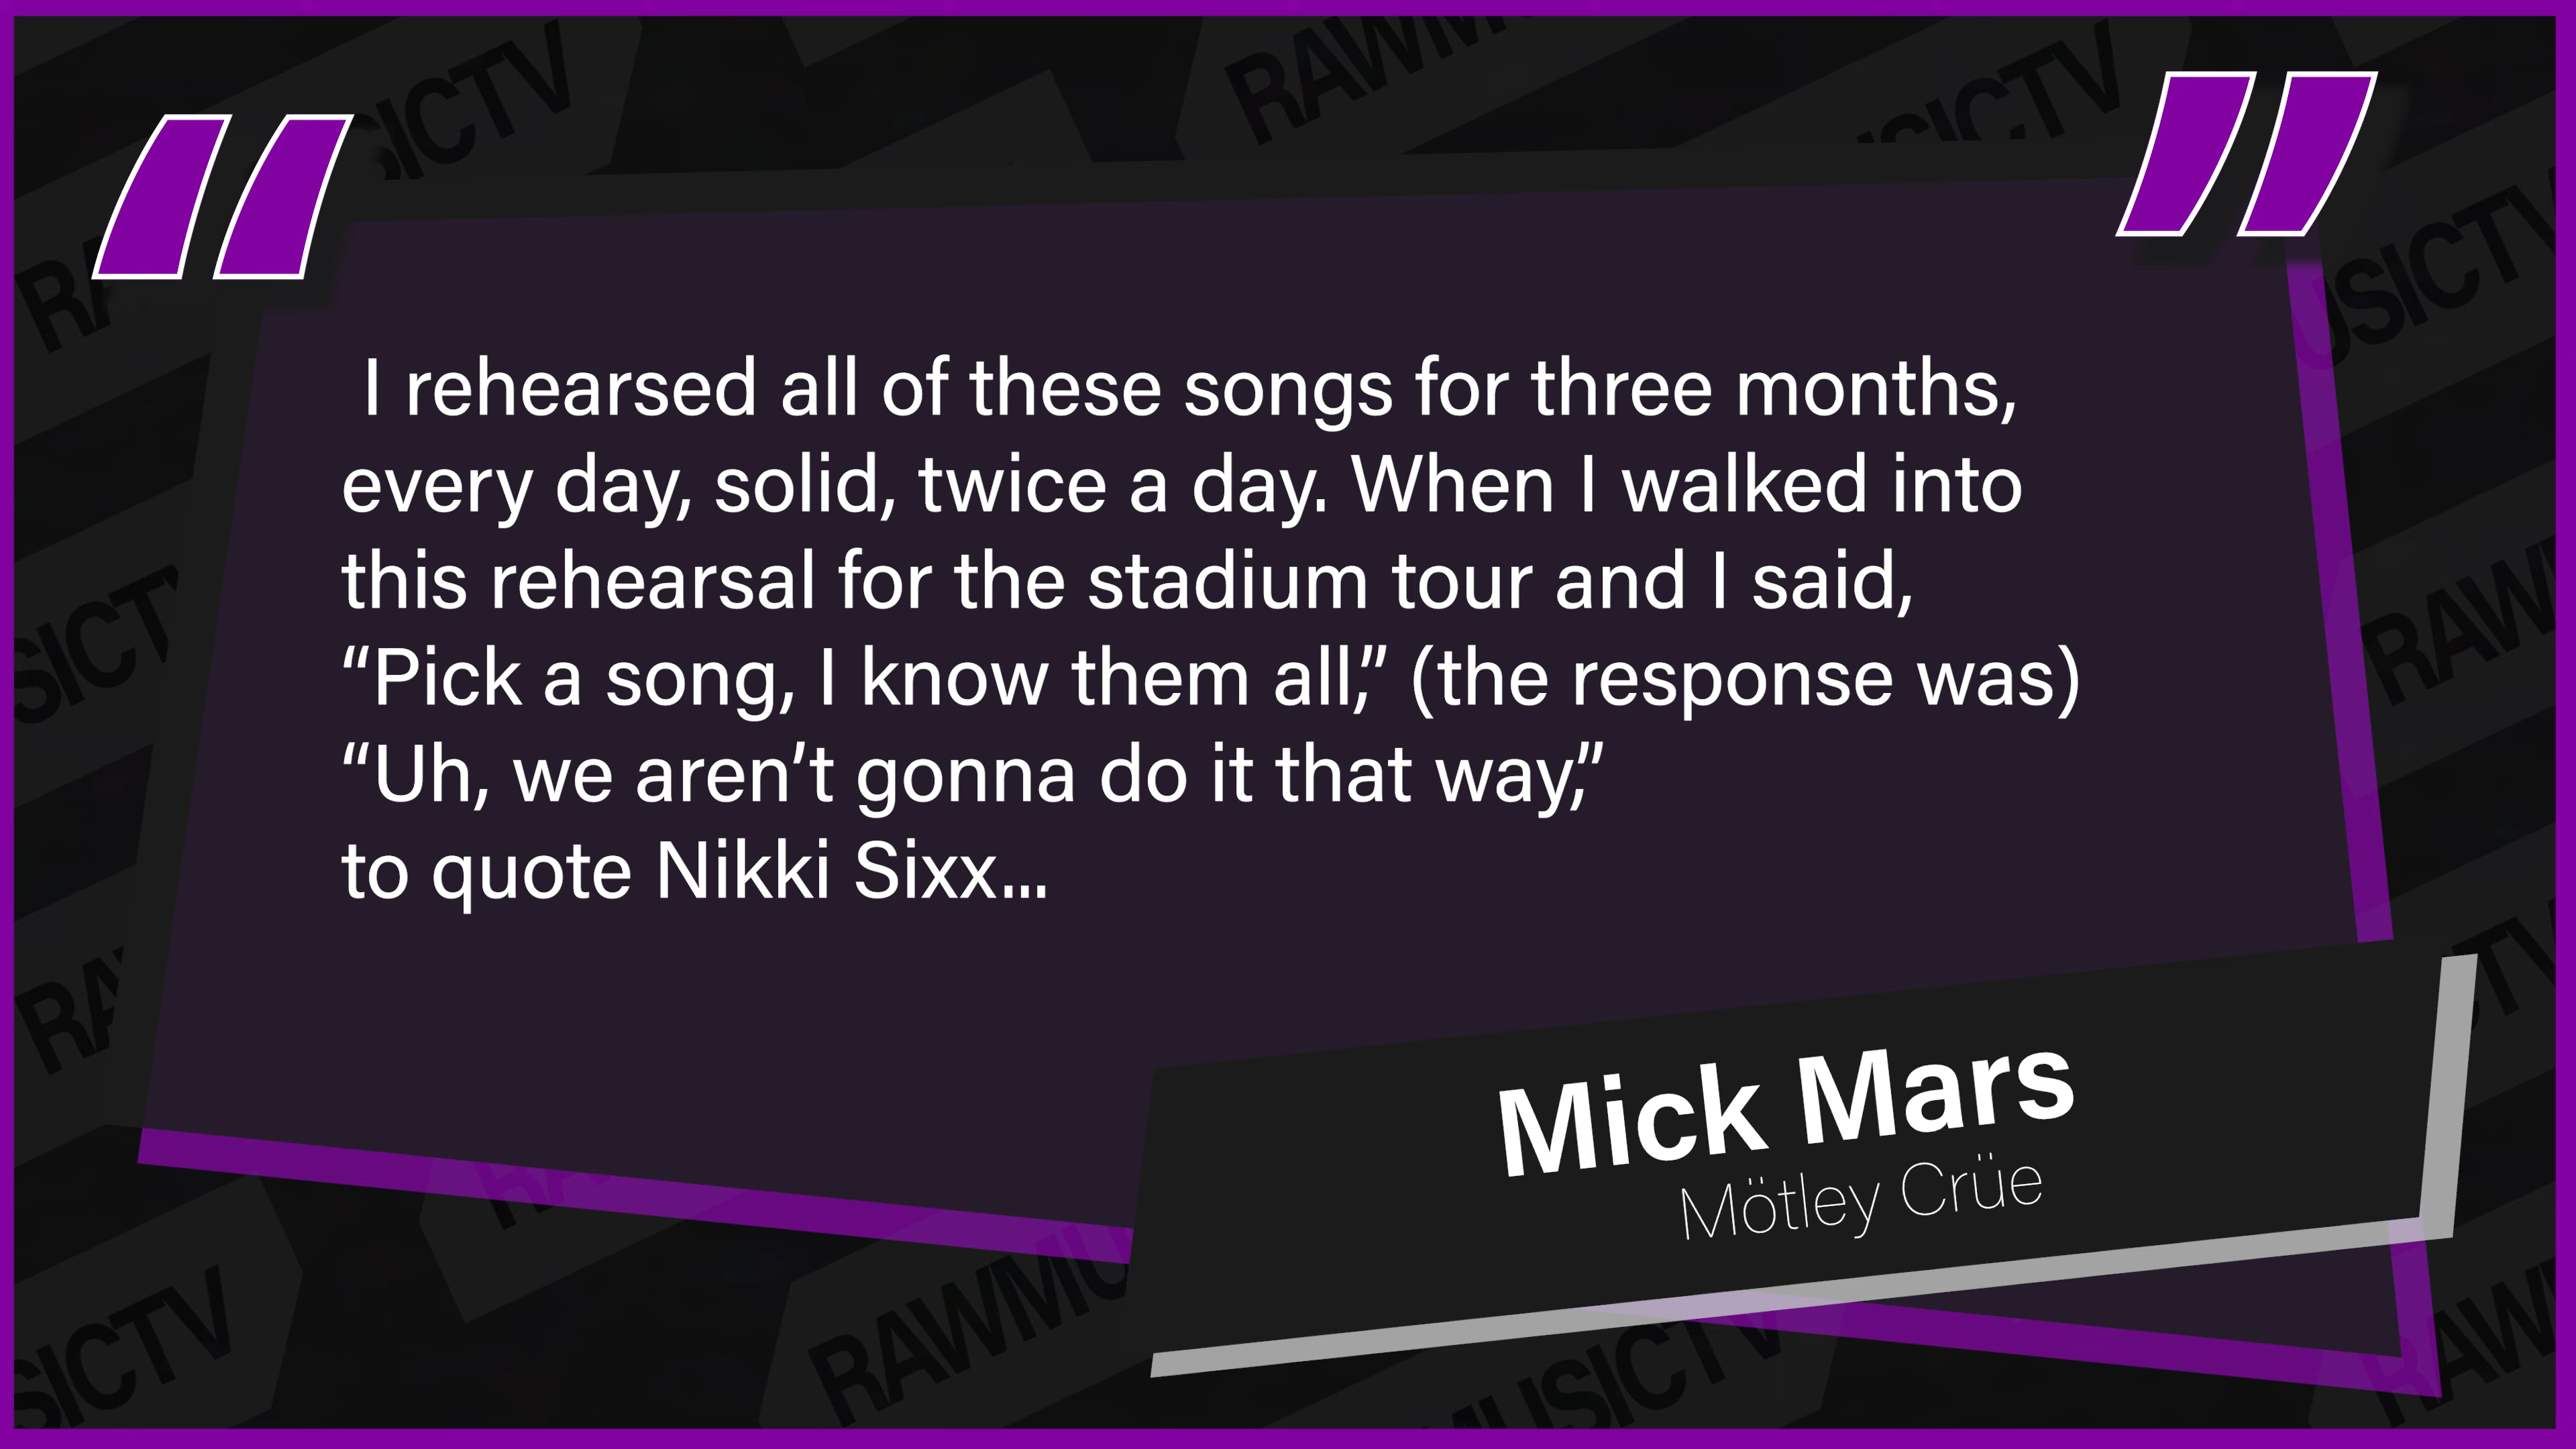 I rehearsed all of these songs for three months,
every day, solid, twice a day. When I walked into
this rehearsal for the stadium tour and I said,
“Pick a song, I know them all,” (the response was)
“Uh, we aren’t gonna do it that way,”
to quote Nikki Sixx...
Mick Mars
Mötley Crüe